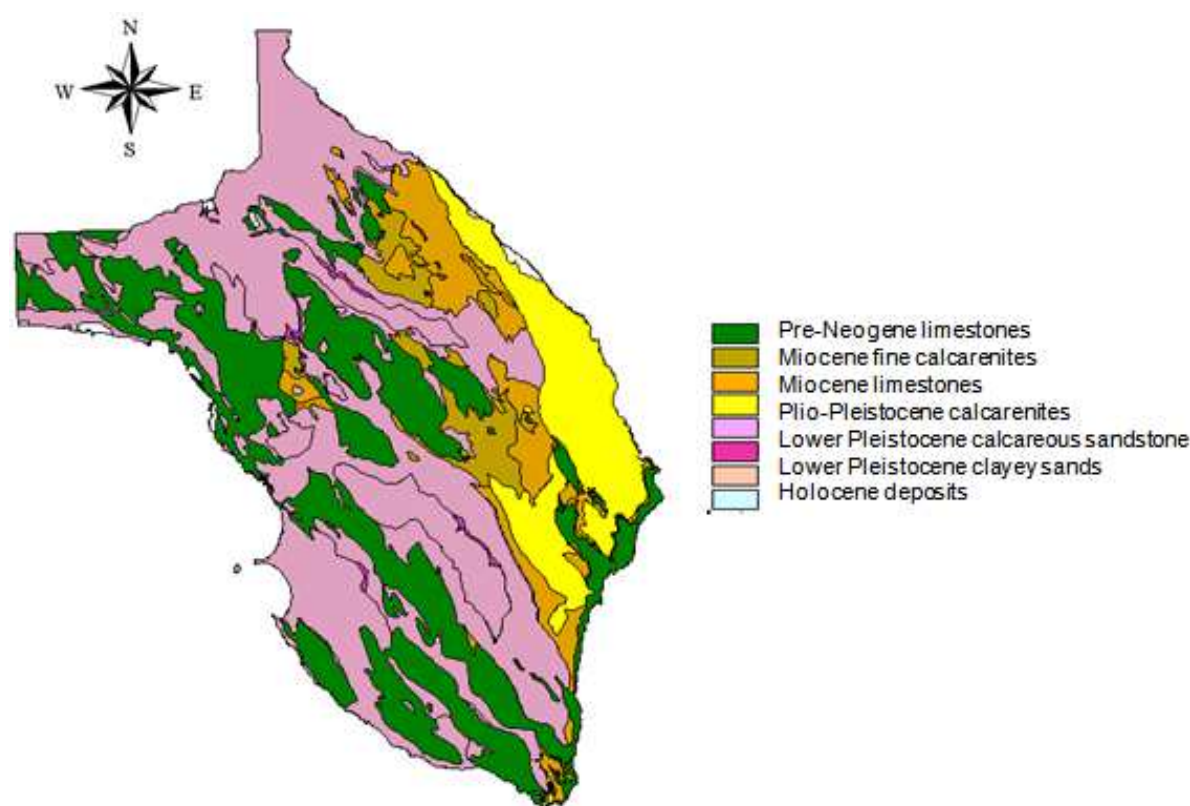 N
W E
S
Pre-Neogene limestones
Miocene fine calcarenites
Miocene limestones
Plio-Pleistocene calcarenites
Lower Pleistocene calcareous sandstone
Lower Pleistocene clayey sands
Holocene deposits